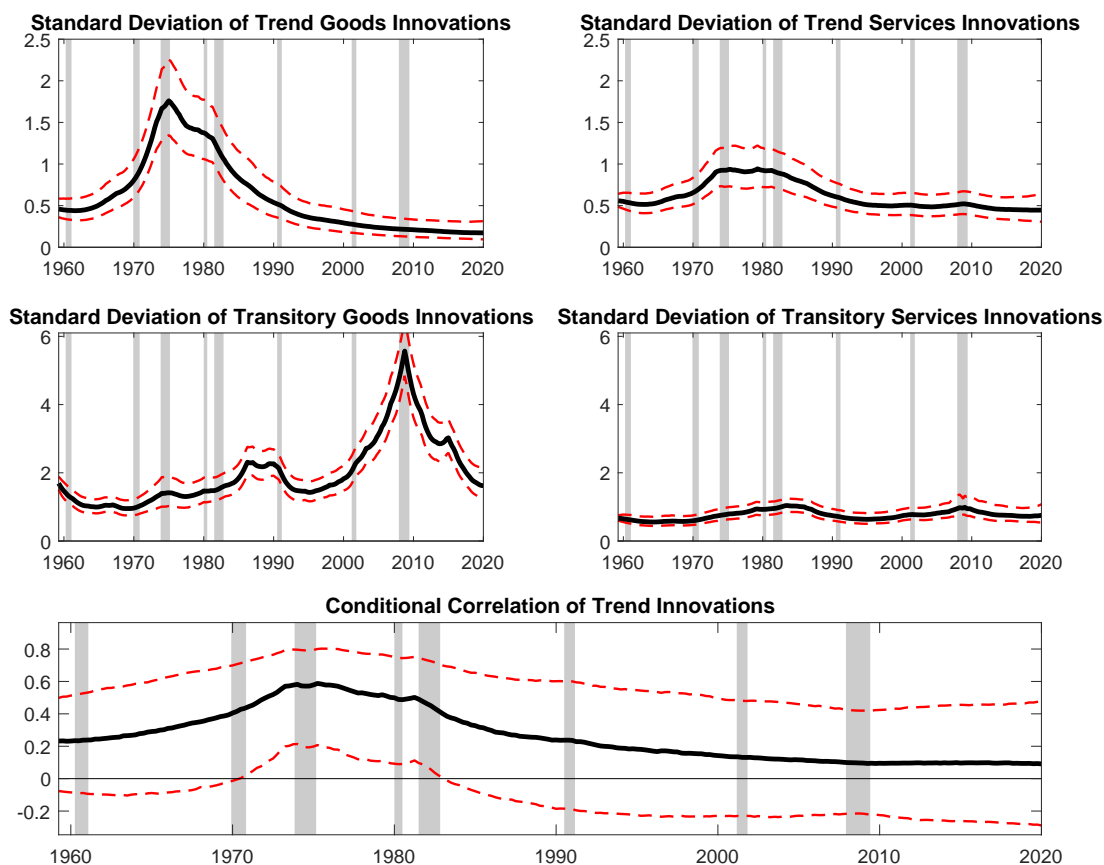 Standard Deviation of Trend Goods Innovations
2.5
2
1.5
1
0.5
0
1960 1970 1980 1990 2000 2010 2020
Standard Deviation of Trend Services Innovations
2.5
2
1.5
1
0.5
0
1960 1970 1980 1990 2000 2010 2020
Standard Deviation of Transitory Goods Innovations
6
4
2
0
1960 1970 1980 1990 2000 2010 2020
Standard Deviation of Transitory Services Innovations
6
4
2
0
1960 1970 1980 1990 2000 2010 2020
Conditional Correlation of Trend Innovations
0.8
0.6
0.4
0.2
0
-0.2
1960 1970 1980 1990 2000 2010 2020